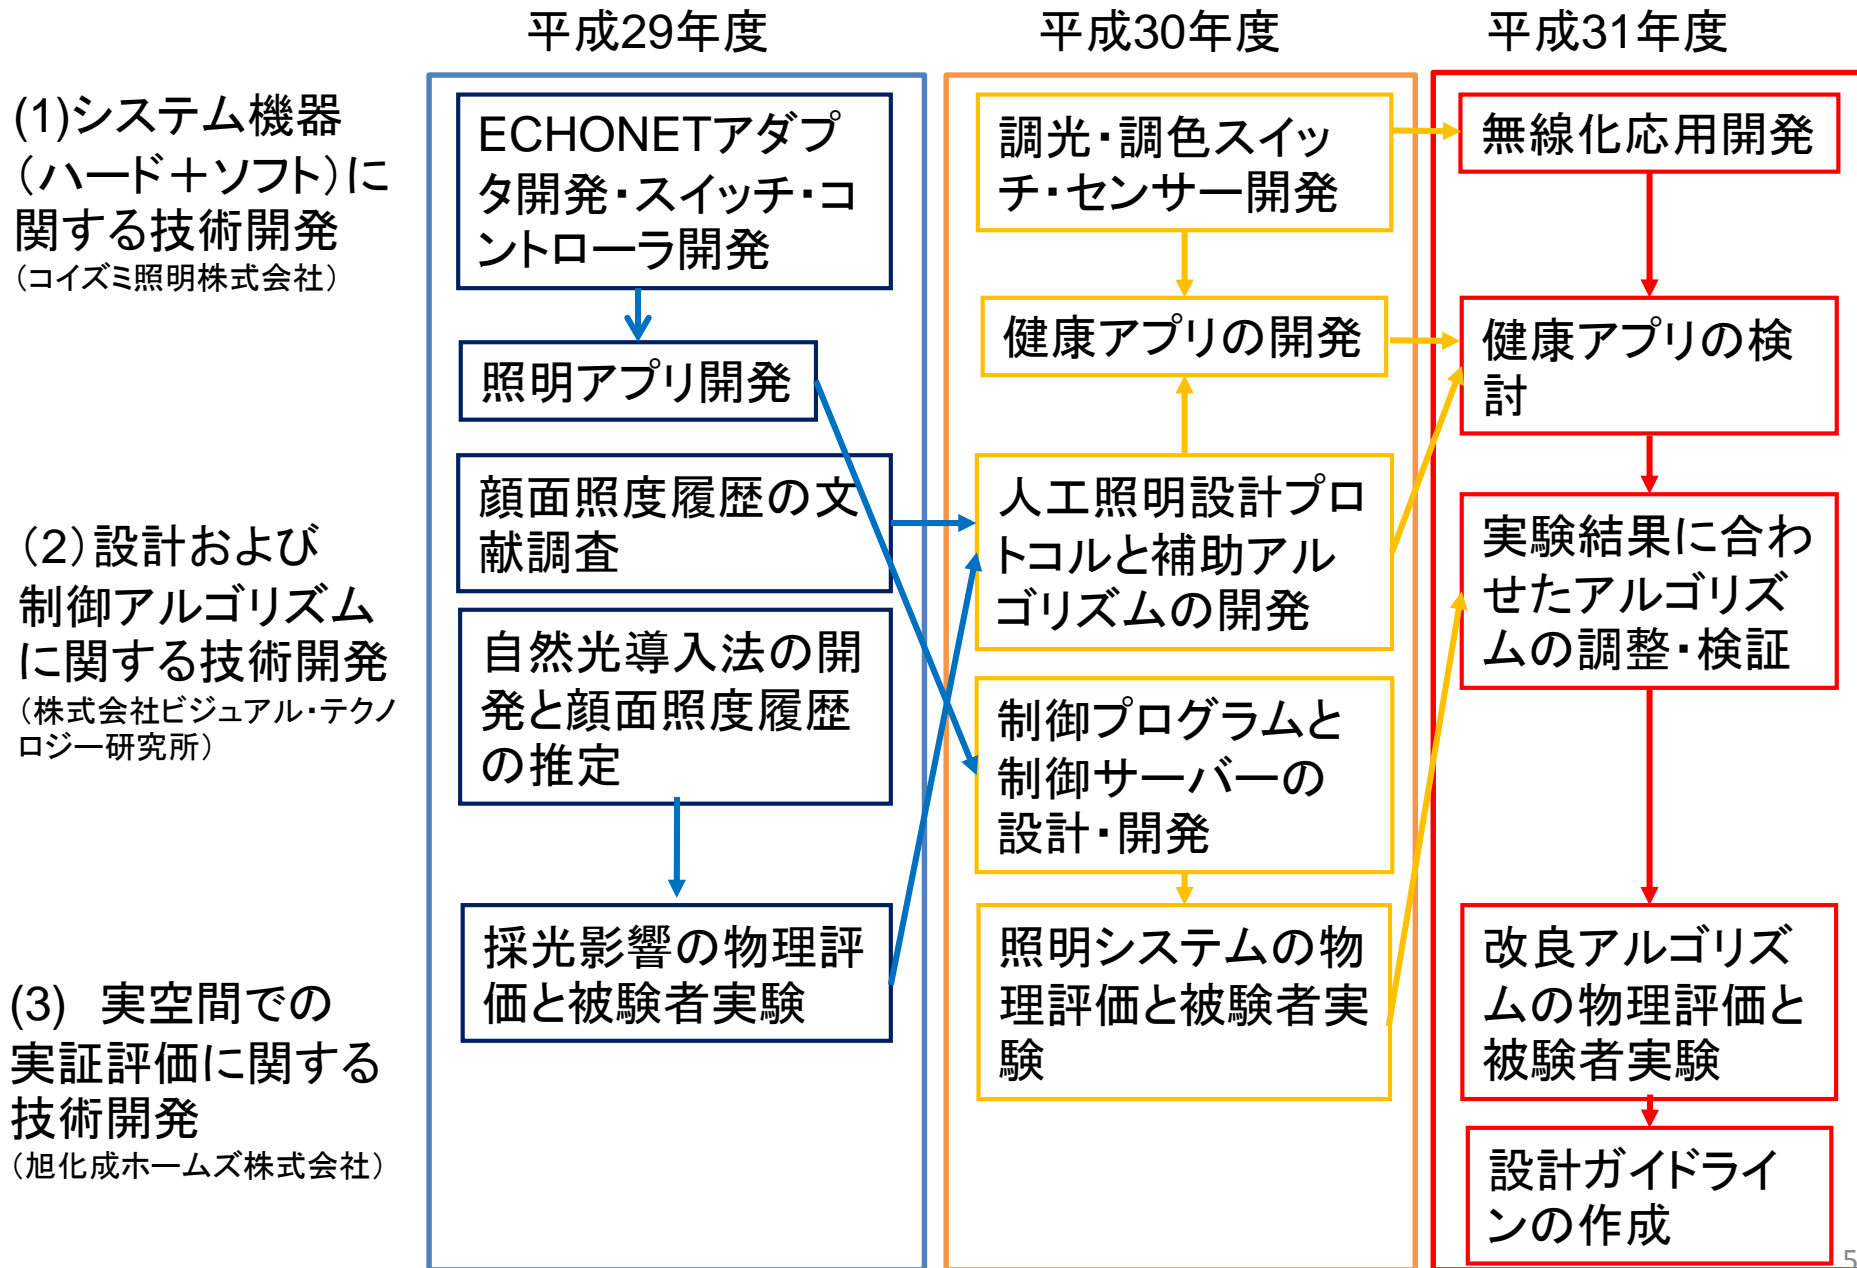 平成29年度
平成30年度
平成31年度
(1)システム機器
（ハード＋ソフト）に
関する技術開発
（コイズミ照明株式会社）
（2）設計および
制御アルゴリズム
に関する技術開発
（株式会社ビジュアル・テクノ
ロジー研究所）
(3)　実空間での
実証評価に関する
技術開発
（旭化成ホームズ株式会社）
ECHONETアダプ
タ開発・スイッチ・コ
ントローラ開発
照明アプリ開発
顔面照度履歴の文
献調査
自然光導入法の開
発と顔面照度履歴
の推定
採光影響の物理評
価と被験者実験
調光・調色スイッ
チ・センサー開発
健康アプリの開発
人工照明設計プロ
トコルと補助アル
ゴリズムの開発
制御プログラムと
制御サーバーの
設計・開発
照明システムの物
理評価と被験者実
験
無線化応用開発
健康アプリの検
討
実験結果に合わ
せたアルゴリズ
ムの調整・検証
改良アルゴリズ
ムの物理評価と
被験者実験
設計ガイドライ
ンの作成
5